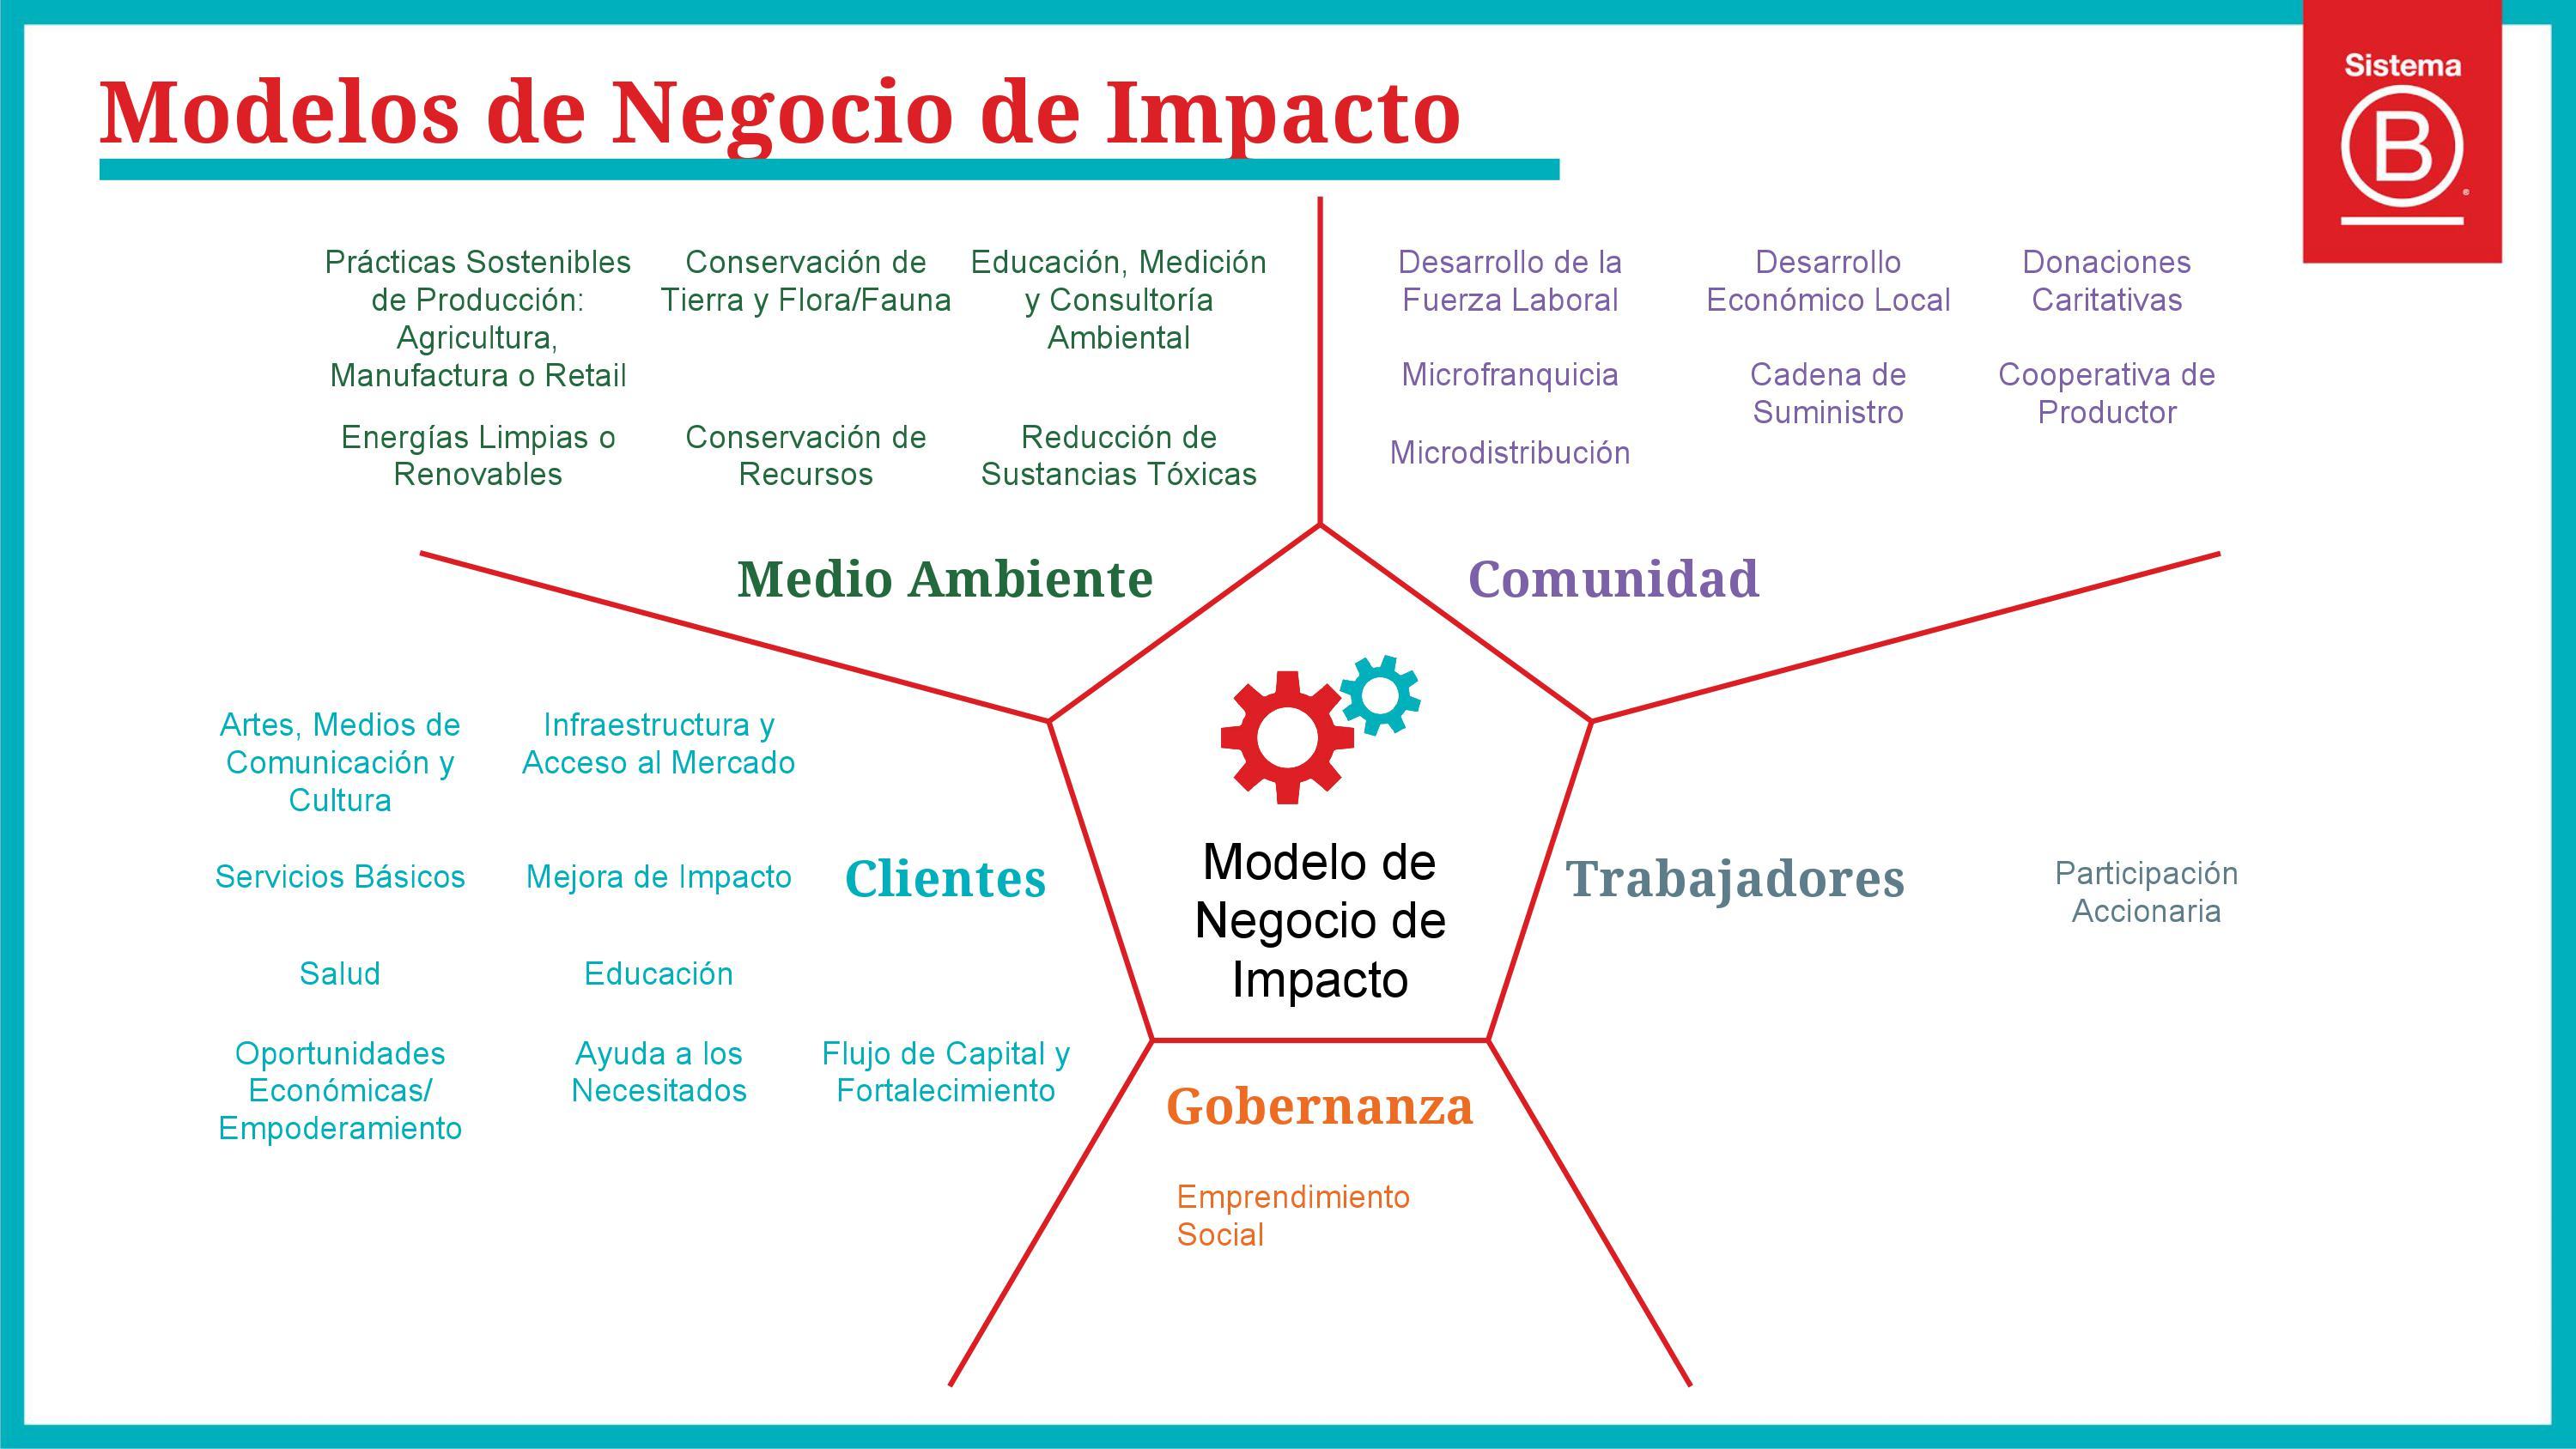 Modelos de Negocio de Impacto
Sistema
B
®
Prácticas Sostenibles
de Producción:
Agricultura,
Manufactura o Retail
Conservación de
Tierra y Flora/Fauna
Educación, Medición
y Consultoría
Ambiental
Energías Limpias o
Renovables
Conservación de
Recursos
Reducción de
Sustancias Tóxicas
Medio Ambiente
Desarrollo de la
Fuerza Laboral
Desarrollo
Económico Local
Donaciones
Caritativas
Microfranquicia
Cadena de
Suministro
Cooperativa de
Productor
Microdistribución
Comunidad
Artes, Medios de
Comunicación y
Cultura
Infraestructura y
Acceso al Mercado
Servicios Básicos
Mejora de Impacto
Clientes
Salud
Educación
Oportunidades
Económicas/
Empoderamiento
Ayuda a los
Necesitados
Flujo de Capital y
Fortalecimiento
Modelo de
Negocio de
Impacto
Trabajadores
Participación
Accionaria
Gobernanza
Emprendimiento
Social